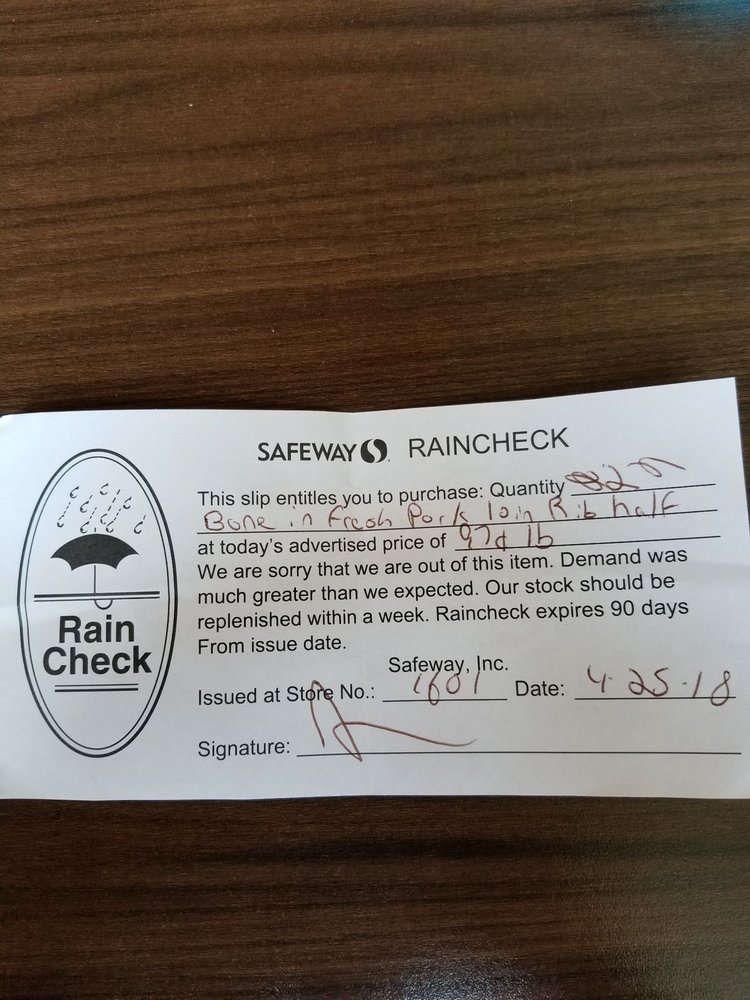 SAFEWAY RAINCHECK
This slip entitles you to purchase: Quantity
Bone in Fresh Pork loin Rib half
at today's advertised price of 97¢ lb
We are sorry that we are out of this item. Demand was
much greater than we expected. Our stock should be
replenished within a week. Raincheck expires 90 days
From issue date.
Safeway, Inc.
Issued at Store No.: 1601 Date: 4·25·18
Signature:
Rain
Check